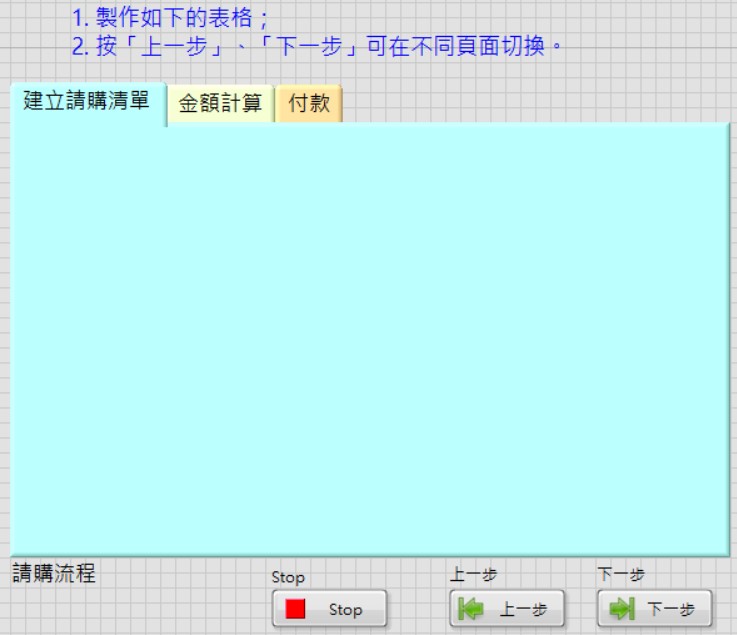 1. 製作如下的表格；
2. 按「上一步」、「下一步」可在不同頁面切換。
建立請購清單 金額計算 付款
請購流程
Stop 上一步 下一步
Stop 上一步 下一步